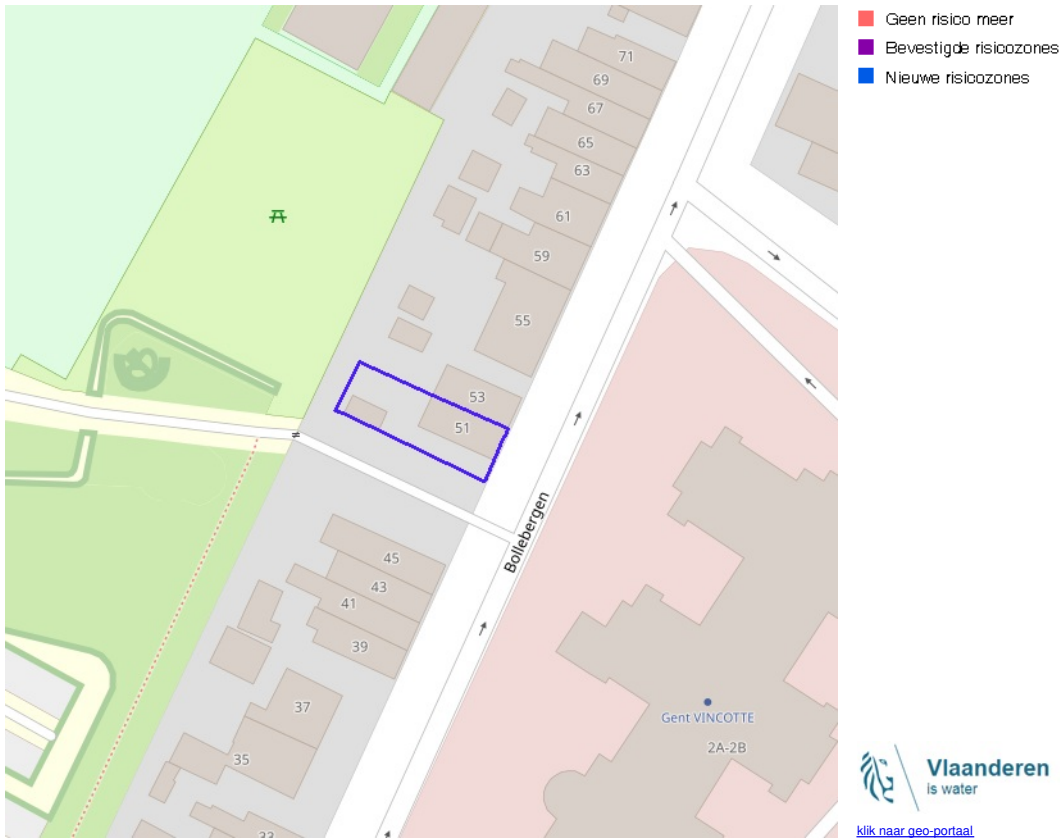 Geen risico meer
Bevestigde risicozones
Nieuwe risicozones
71
69
67
65
63
61
59
55
53
51
Bollebergen
45
43
41
39
37
35
33
Gent VINCOTTE
2A-2B
Vlaanderen
is water
klik naar geo-portaal